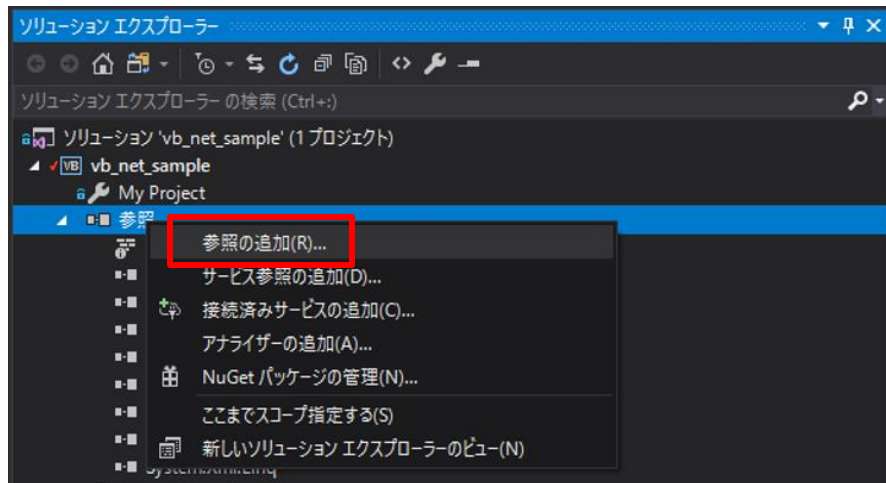 ソリューション エクスプローラー
ソリューション エクスプローラー の検索 (Ctrl+:)
ソリューション 'vb_net_sample' (1 プロジェクト)
VB vb_net_sample
My Project
参照
参照の追加(R)...
サービス参照の追加(D)...
接続済みサービスの追加(C)...
アナライザーの追加(A)...
NuGet パッケージの管理(N)...
ここまでスコープ指定する(S)
新しいソリューション エクスプローラーのビュー(N)
System.Xml.Linq